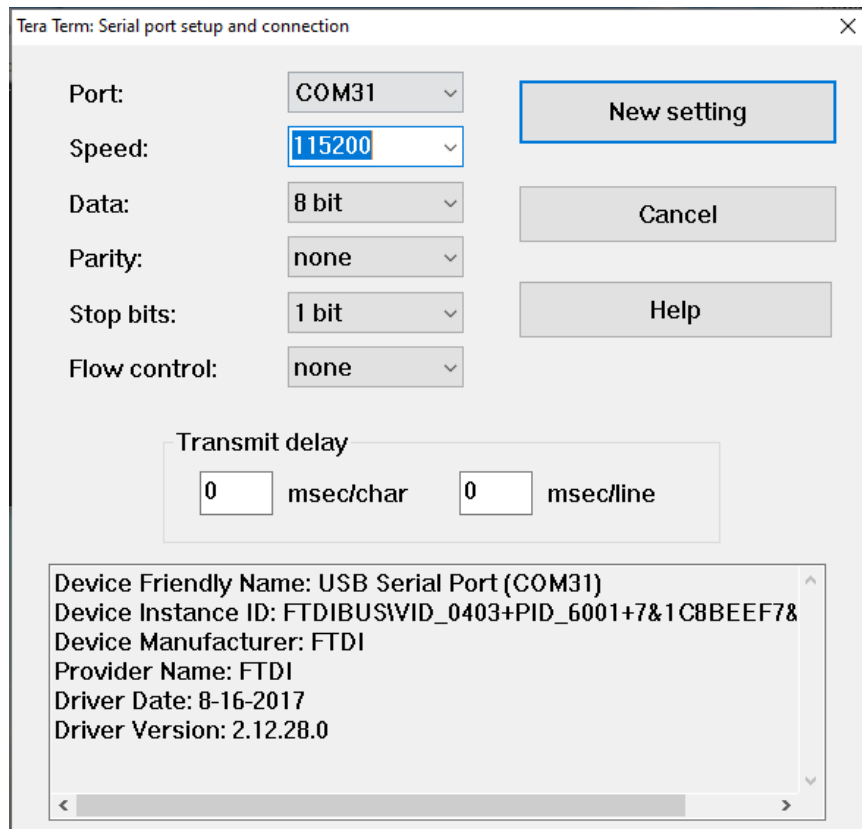 Tera Term: Serial port setup and connection
Port: COM31 New setting
Speed: 115200
Data: 8 bit Cancel
Parity: none
Stop bits: 1 bit Help
Flow control: none
Transmit delay
0 msec/char 0 msec/line
Device Friendly Name: USB Serial Port (COM31)
Device Instance ID: FTDIBUS\VID_0403+PID_6001+7&1C8BEEF7&
Device Manufacturer: FTDI
Provider Name: FTDI
Driver Date: 8-16-2017
Driver Version: 2.12.28.0